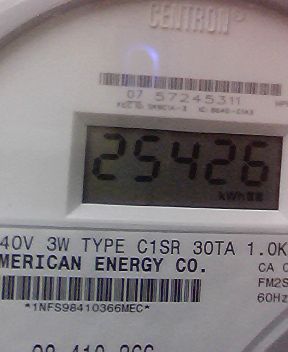 CENTRON®
07 57245311
25426
kWh
40V 3W TYPE C1SR 30TA 1.0K
MERICAN ENERGY CO.
CA 0
FM2S
*1NFS98410366MEC*
60Hz